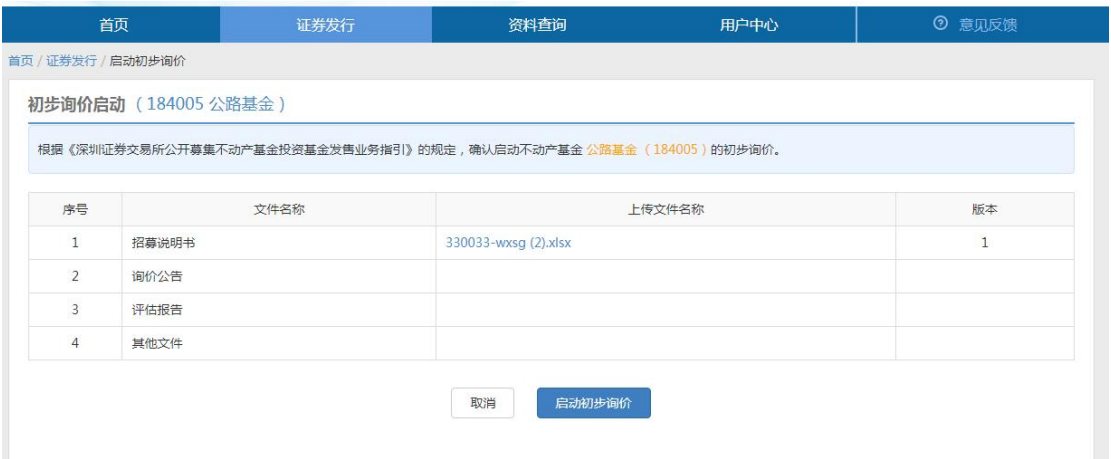 首页 证券发行 资料查询 用户中心 ? 意见反馈
首页 / 证券发行 / 启动初步询价
初步询价启动（184005 公路基金）
根据《深圳证券交易所公开募集不动产基金投资基金发售业务指引》的规定，确认启动不动产基金 公路基金 （184005）的初步询价。
序号 文件名称 上传文件名称 版本
1 招募说明书 330033-wxsg (2).xlsx 1
2 询价公告
3 评估报告
4 其他文件
取消 启动初步询价